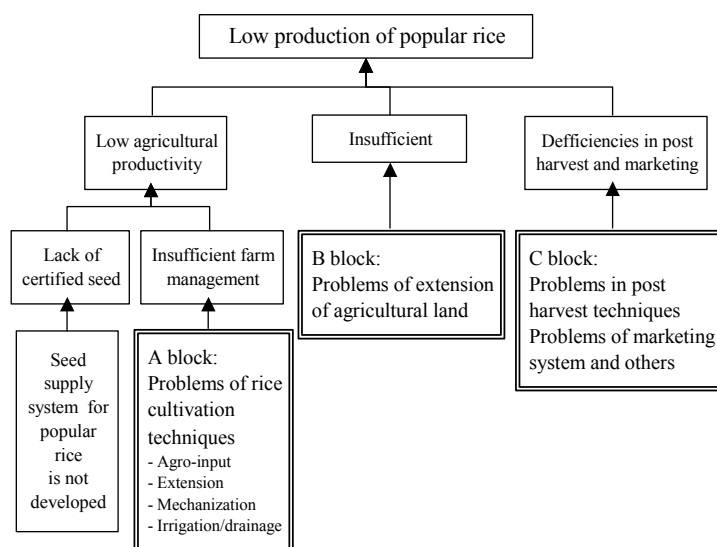 Low production of popular rice
Low agricultural
productivity
Insufficient
Defficiencies in post
harvest and marketing
Lack of
certified seed
Insufficient farm
management
B block:
Problems of extension
of agricultural land
C block:
Problems in post
harvest techniques
Problems of marketing
system and others
Seed
supply
system for
popular
rice
is not
developed
A block:
Problems of rice
cultivation
techniques
- Agro-input
- Extension
- Mechanization
- Irrigation/drainage